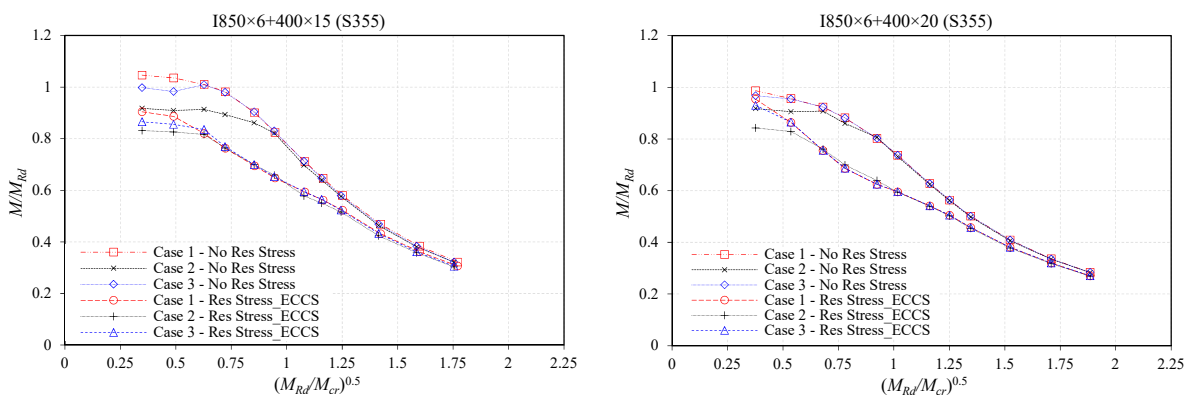 I850×6+400×15 (S355)
1.2
1
0.8
0.6
0.4
0.2
0
M/M_Rd
Case 1 - No Res Stress
Case 2 - No Res Stress
Case 3 - No Res Stress
Case 1 - Res Stress_ECCS
Case 2 - Res Stress_ECCS
Case 3 - Res Stress_ECCS
0 0.25 0.5 0.75 1 1.25 1.5 1.75 2 2.25
(M_Rd/M_cr)^0.5
I850×6+400×20 (S355)
1.2
1
0.8
0.6
0.4
0.2
0
M/M_Rd
Case 1 - No Res Stress
Case 2 - No Res Stress
Case 3 - No Res Stress
Case 1 - Res Stress_ECCS
Case 2 - Res Stress_ECCS
Case 3 - Res Stress_ECCS
0 0.25 0.5 0.75 1 1.25 1.5 1.75 2 2.25
(M_Rd/M_cr)^0.5